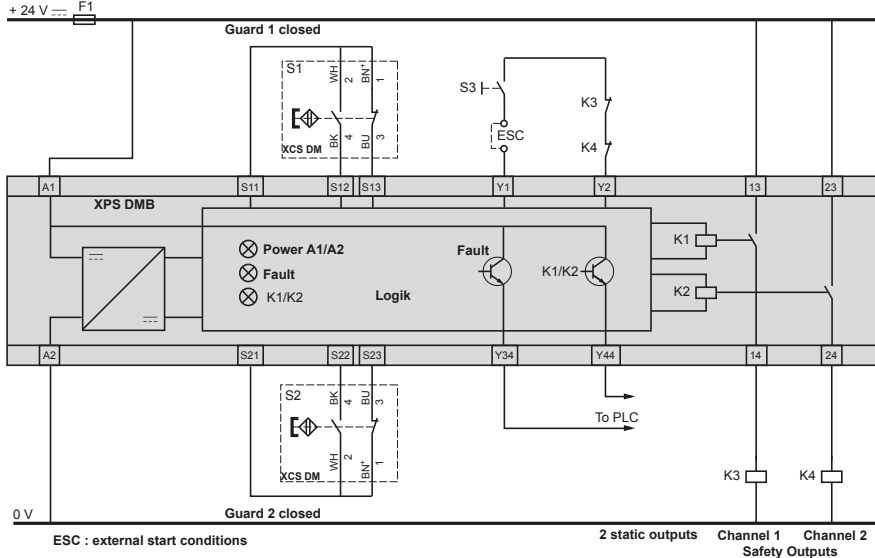 + 24 V F1
Guard 1 closed
S1 WH 2 BN+ 1
S3
K3
ESC
BK 4 BU 3
K4
XCS DM
A1 S11 S12 S13 Y1 Y2 13 23
XPS DMB
K1
Power A1/A2 Fault
Fault K1/K2
K1/K2 Logik K2
A2 S21 S22 S23 Y34 Y44 14 24
S2 BK 4 BU 3
To PLC
WH 2 BN+ 1
XCS DM
K3 K4
0 V Guard 2 closed
ESC : external start conditions 2 static outputs Channel 1 Channel 2
Safety Outputs